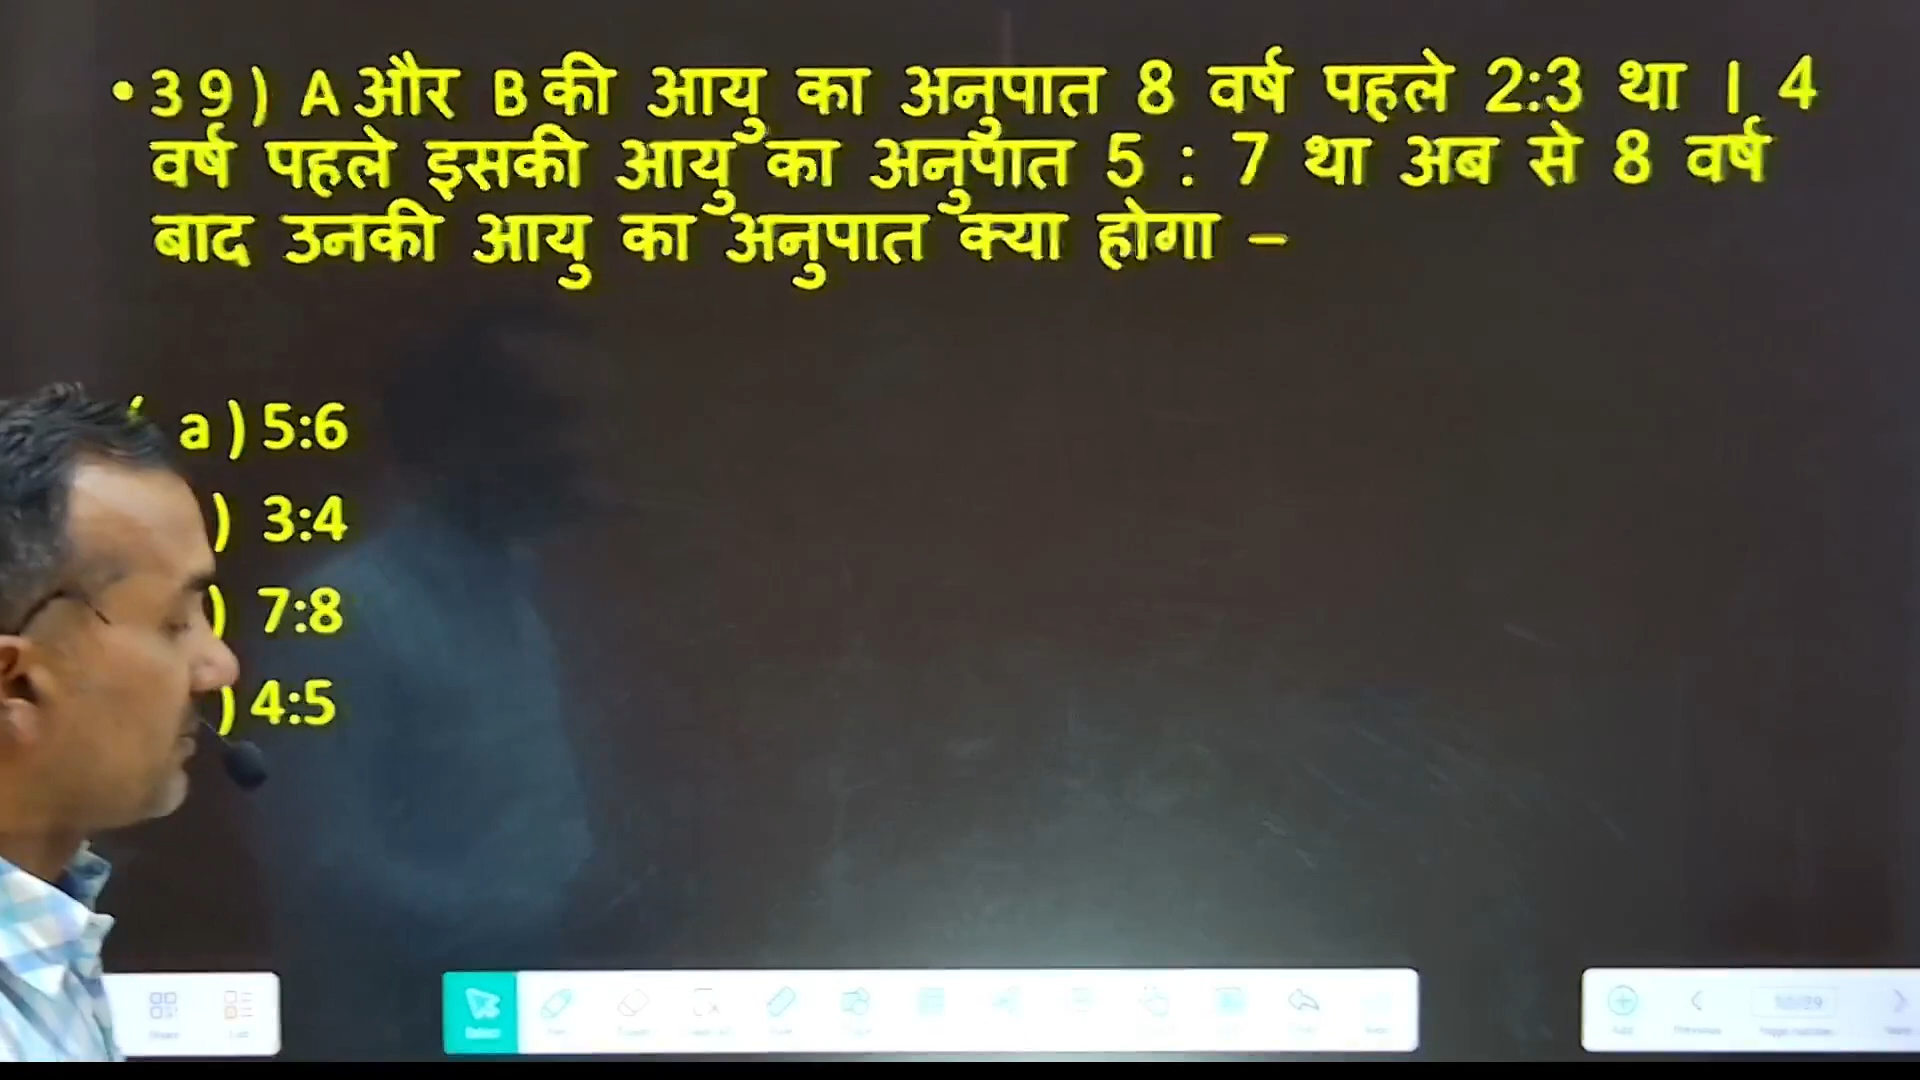 • 39) A और B की आयु का अनुपात 8 वर्ष पहले 2:3 था । 4
वर्ष पहले इसकी आयु का अनुपात 5 : 7 था अब से 8 वर्ष
बाद उनकी आयु का अनुपात क्या होगा –
( a ) 5:6
) 3:4
) 7:8
) 4:5